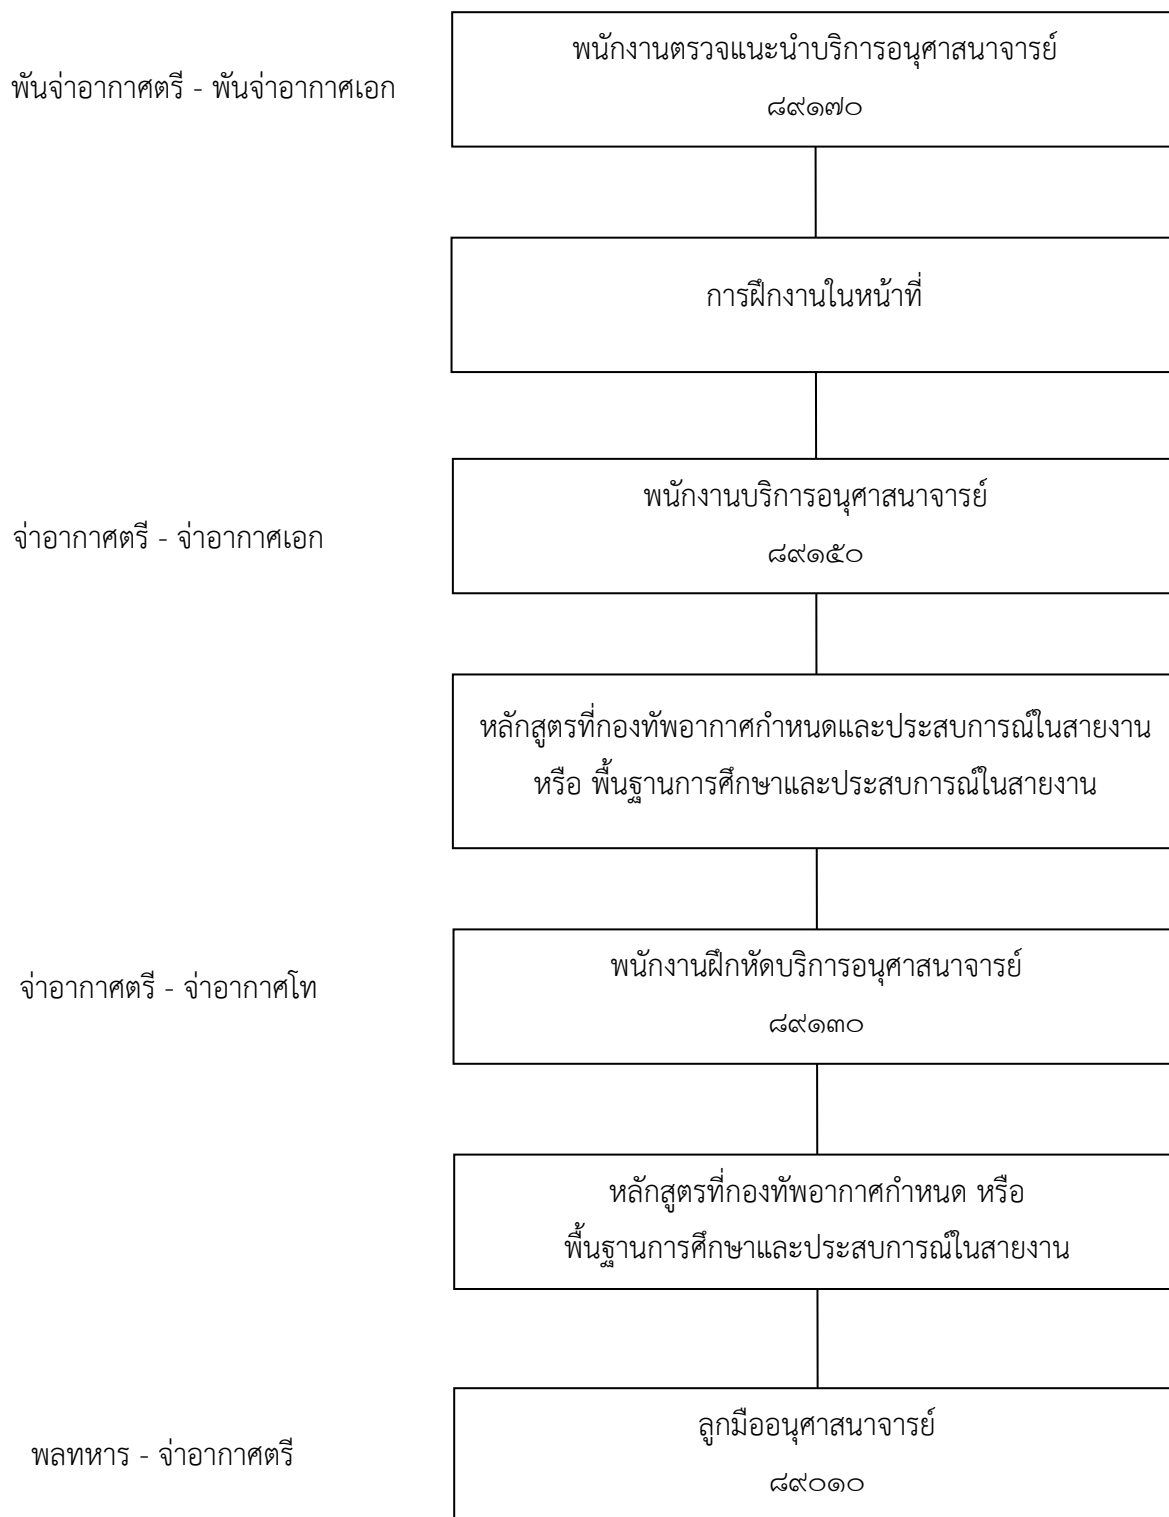 พนักงานตรวจแนะนำบริการอนุศาสนาจารย์
พันจ่าอากาศตรี - พันจ่าอากาศเอก
๘๙๑๗๐
การฝึกงานในหน้าที่
พนักงานบริการอนุศาสนาจารย์
จ่าอากาศตรี - จ่าอากาศเอก
๘๙๑๕๐
หลักสูตรที่กองทัพอากาศกำหนดและประสบการณ์ในสายงาน
หรือ พื้นฐานการศึกษาและประสบการณ์ในสายงาน
พนักงานฝึกหัดบริการอนุศาสนาจารย์
จ่าอากาศตรี - จ่าอากาศโท
๘๙๑๓๐
หลักสูตรที่กองทัพอากาศกำหนด หรือ
พื้นฐานการศึกษาและประสบการณ์ในสายงาน
ลูกมืออนุศาสนาจารย์
พลทหาร - จ่าอากาศตรี
๘๙๐๑๐